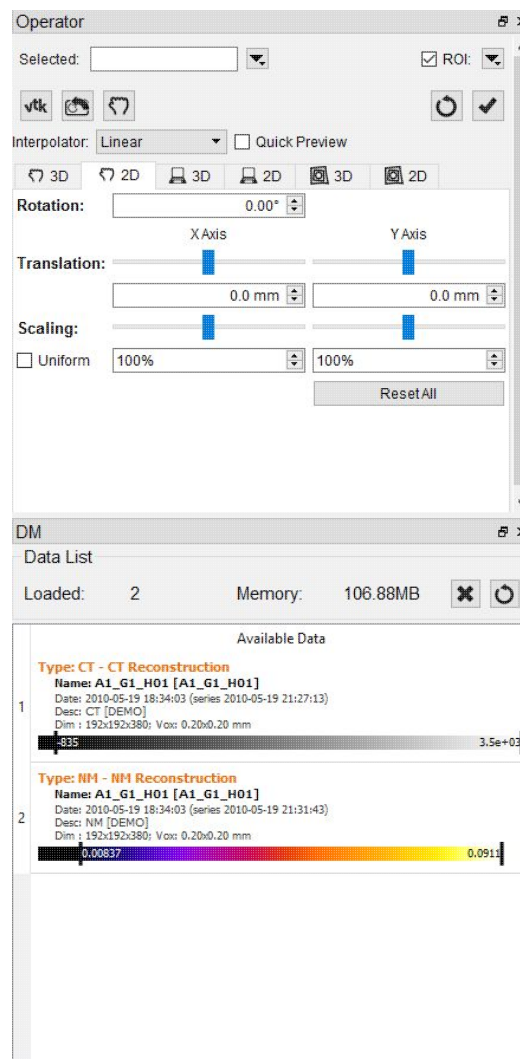 Operator
Selected: ROI:
vtk
Interpolator: Linear Quick Preview
3D 2D 3D 2D 3D 2D
Rotation: 0.00°
X Axis Y Axis
Translation:
0.0 mm 0.0 mm
Scaling:
Uniform 100% 100%
Reset All
DM
Data List
Loaded: 2 Memory: 106.88MB
Available Data
Type: CT - CT Reconstruction
Name: A1_G1_H01 [A1_G1_H01]
1
Date: 2010-05-19 18:34:03 (series 2010-05-19 21:27:13)
Desc: CT [DEMO]
Dim : 192x192x380; Vox: 0.20x0.20 mm
-835 3.5e+03
Type: NM - NM Reconstruction
Name: A1_G1_H01 [A1_G1_H01]
Date: 2010-05-19 18:34:03 (series 2010-05-19 21:31:43)
2
Desc: NM [DEMO]
Dim : 192x192x380; Vox: 0.20x0.20 mm
0.00837 0.0911